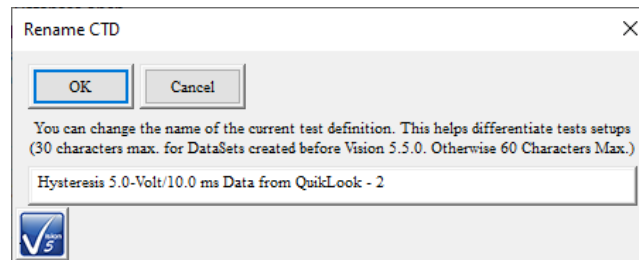 Rename CTD
OK
Cancel
You can change the name of the current test definition. This helps differentiate tests setups
(30 characters max. for DataSets created before Vision 5.5.0. Otherwise 60 Characters Max.)
Hysteresis 5.0-Volt/10.0 ms Data from QuikLook - 2
Vision
5